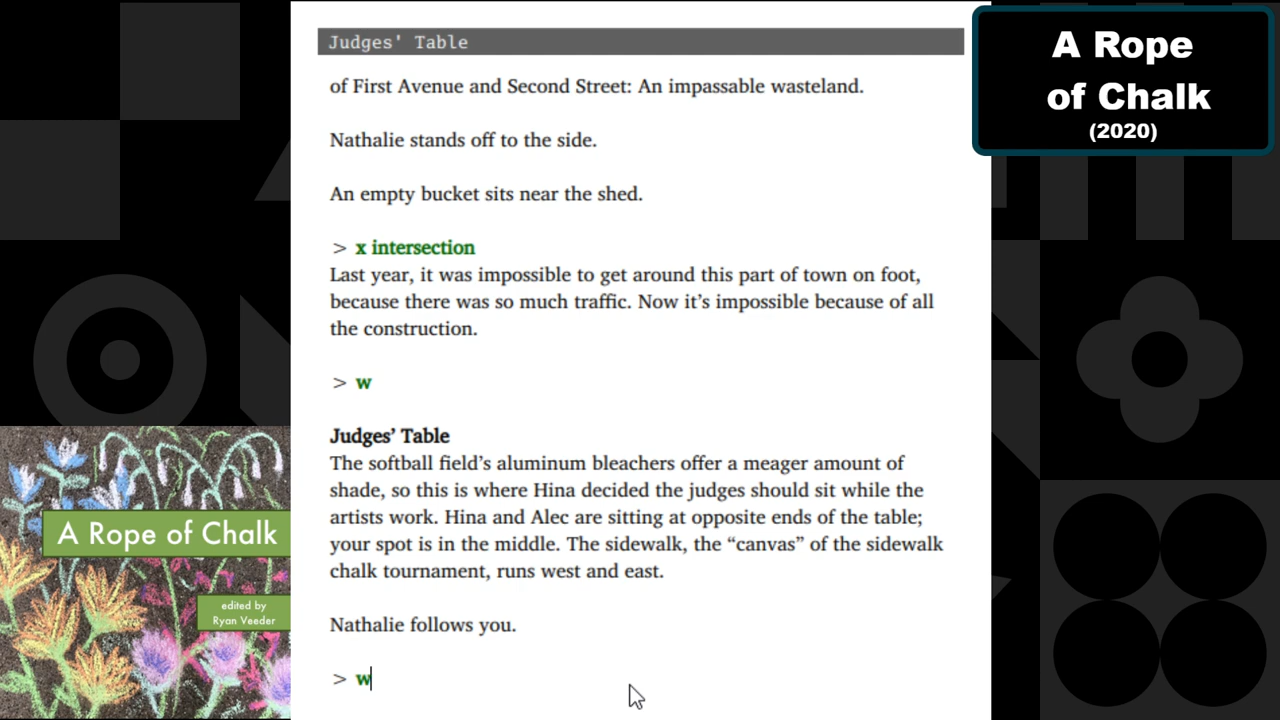 Judges' Table
of First Avenue and Second Street: An impassable wasteland.
Nathalie stands off to the side.
An empty bucket sits near the shed.
> x intersection
Last year, it was impossible to get around this part of town on foot,
because there was so much traffic. Now it’s impossible because of all
the construction.
> w
Judges’ Table
The softball field’s aluminum bleachers offer a meager amount of
shade, so this is where Hina decided the judges should sit while the
artists work. Hina and Alec are sitting at opposite ends of the table;
your spot is in the middle. The sidewalk, the “canvas” of the sidewalk
chalk tournament, runs west and east.
Nathalie follows you.
> w
A Rope
of Chalk
(2020)
A Rope of Chalk
edited by
Ryan Veeder